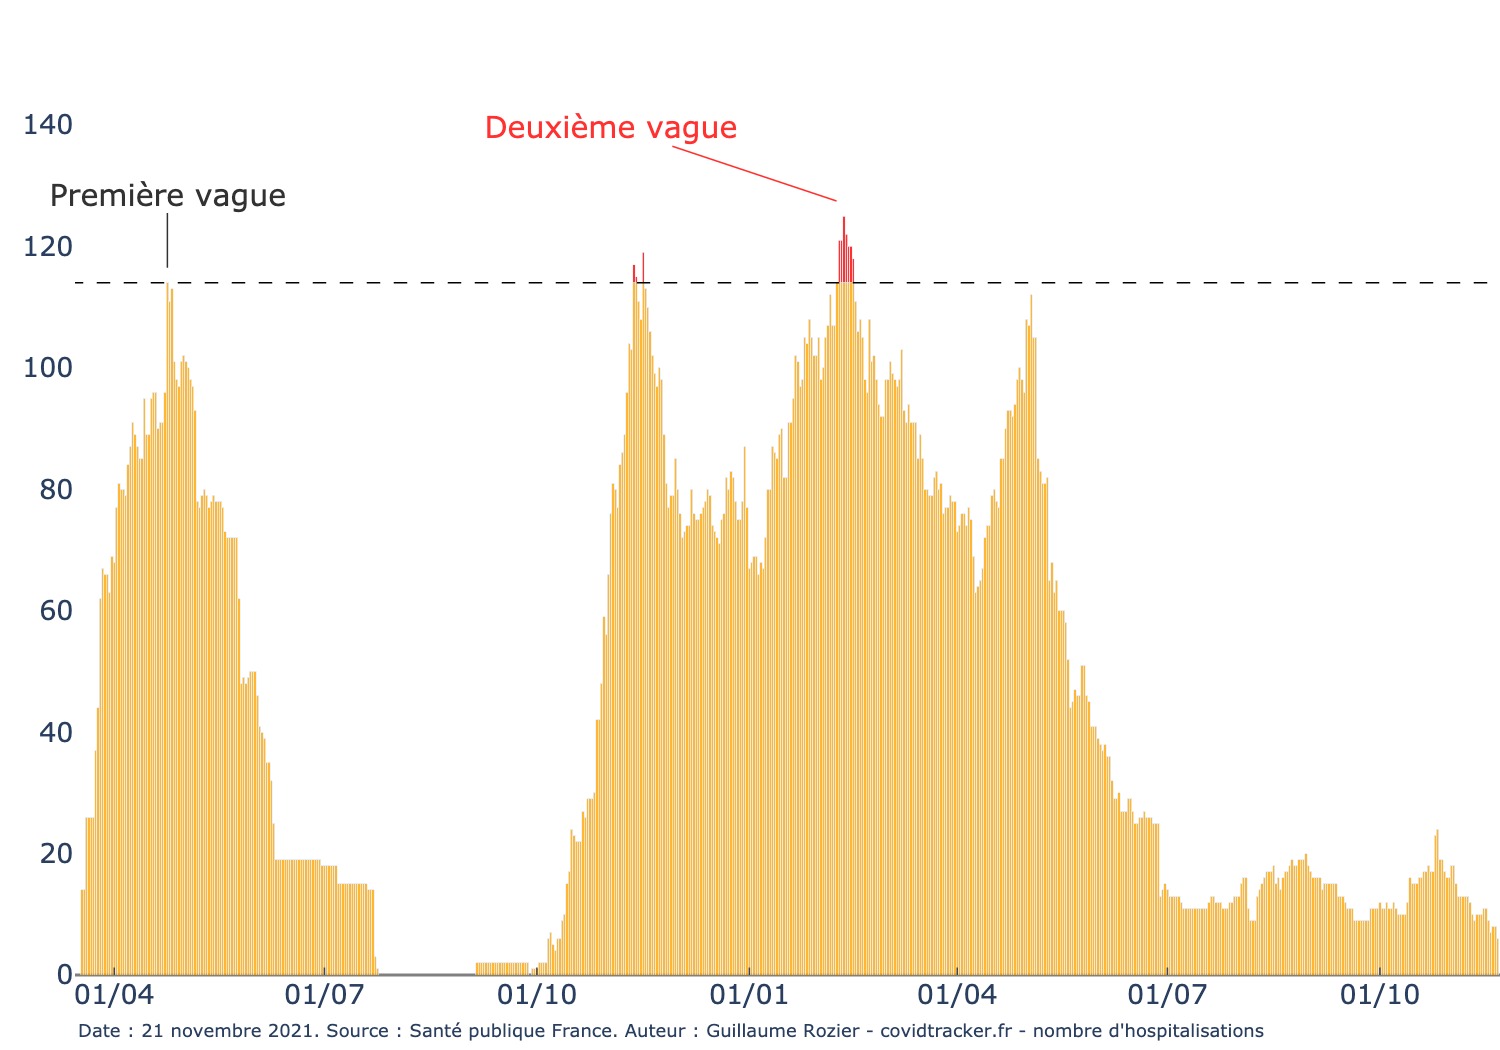 140
Deuxième vague
Première vague
120
100
80
60
40
20
0
01/04 01/07 01/10 01/01 01/04 01/07 01/10
Date : 21 novembre 2021. Source : Santé publique France. Auteur : Guillaume Rozier - covidtracker.fr - nombre d'hospitalisations